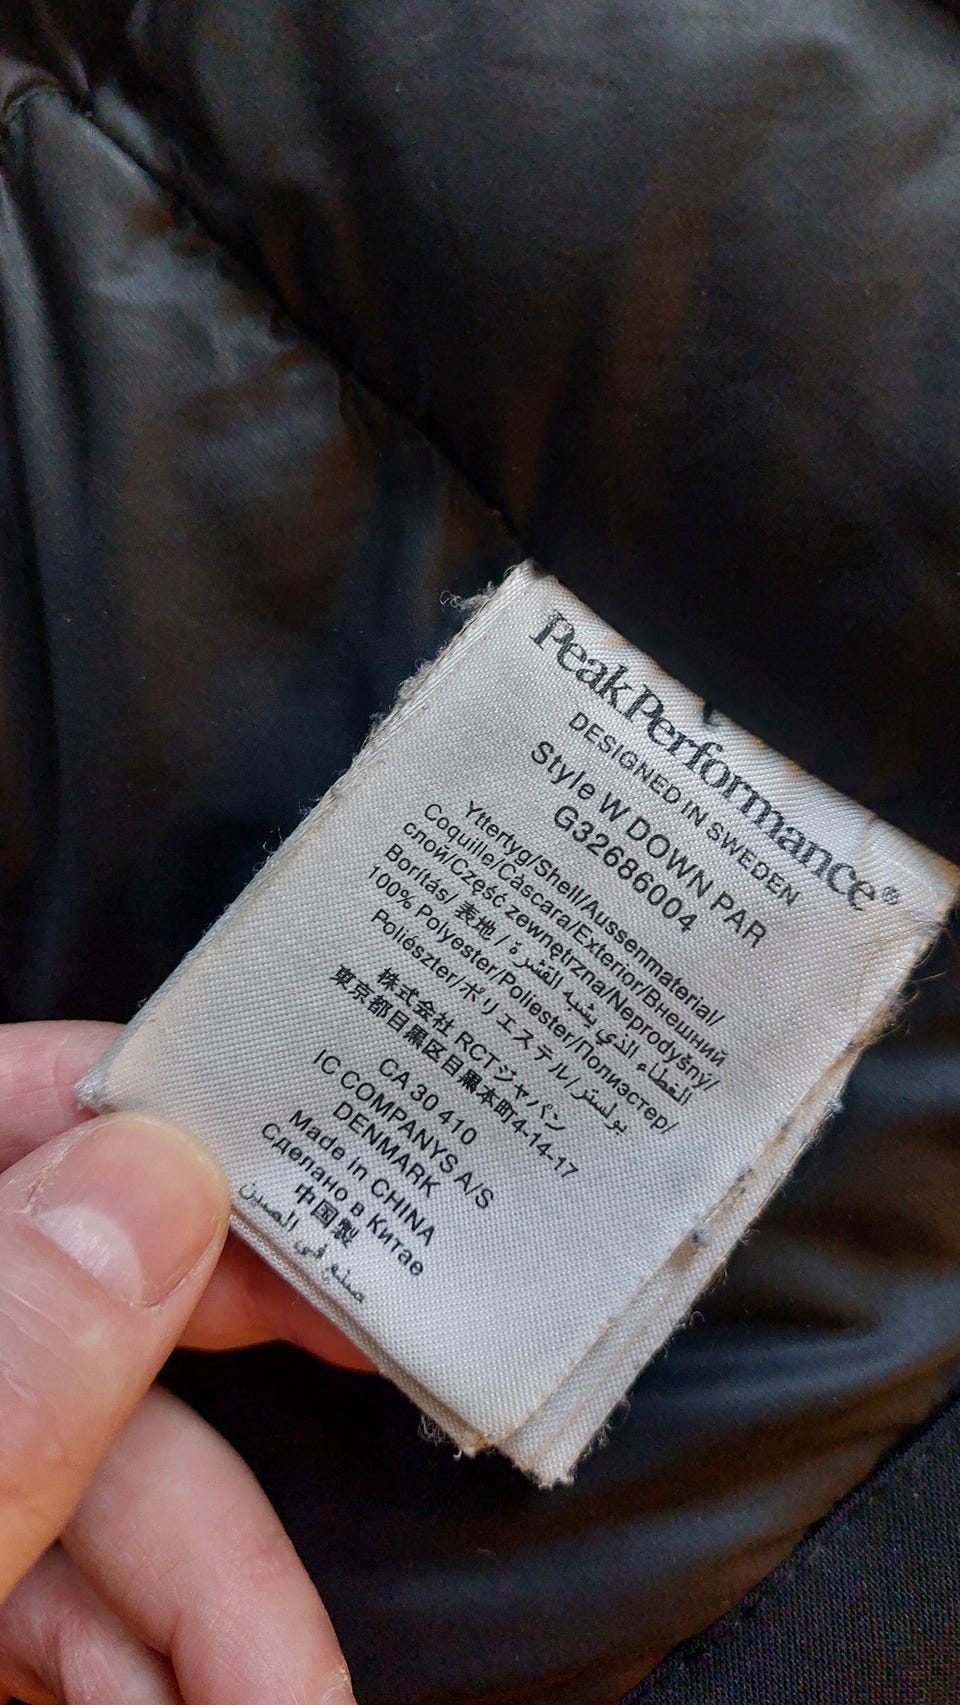 PeakPerformance®
DESIGNED IN SWEDEN
Style W DOWN PAR
G32686004
Yttertyg/Shell/Aussenmaterial/
Coquille/Cáscara/Exterior/Внешний
слой/Część zewnętrzna/Neprodyšný/
Borítás/ 表地 / الغطاء الذي يشبه القشرة
100% Polyester/Poliester/Полиэстер/
Poliészter/ポリエステル/بولستر
株式会社 RCTジャパン
東京都目黒区目黒本町4-14-17
CA 30 410
IC COMPANYS A/S
DENMARK
Made in CHINA
Сделано в Китае
中国製
صنع في الصين